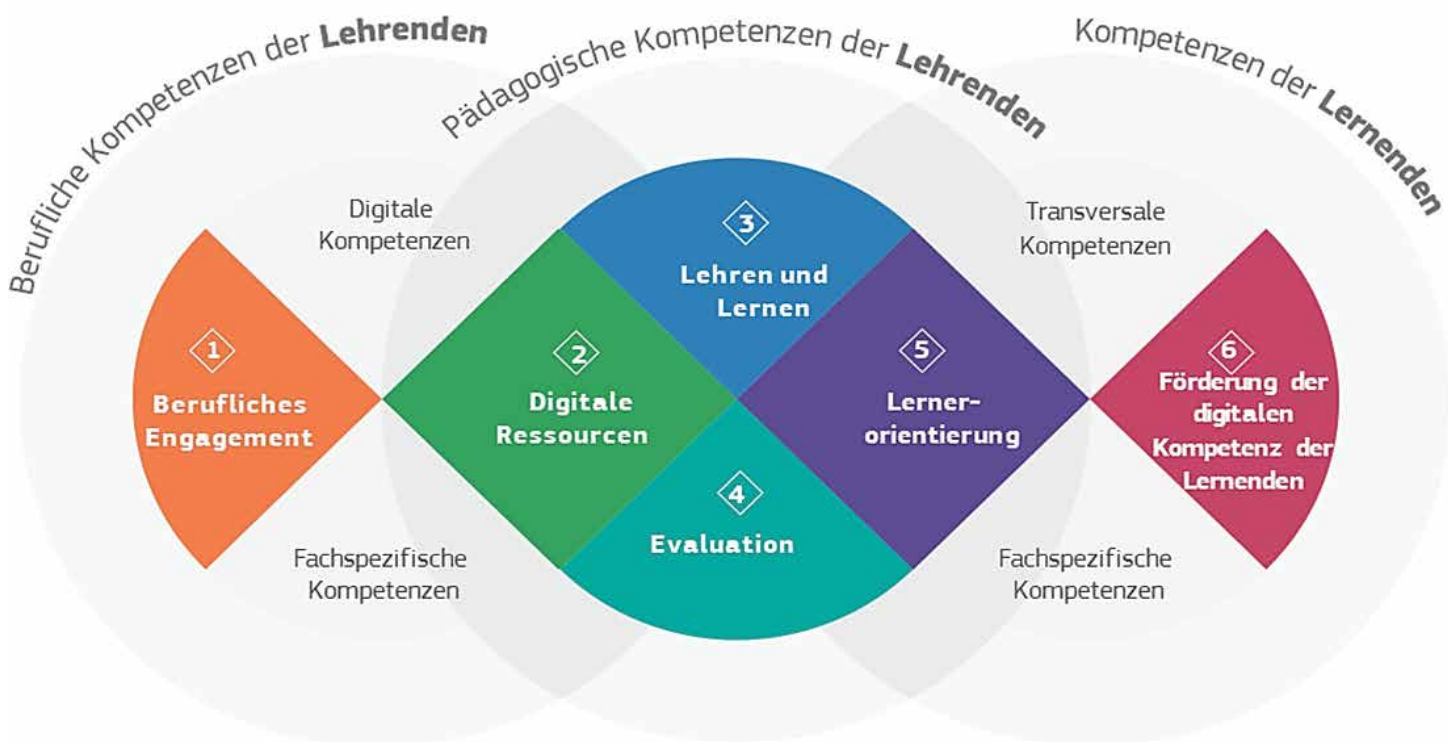 Berufliche Kompetenzen der Lehrenden
Pädagogische Kompetenzen der Lehrenden
Kompetenzen der Lernenden
Digitale
Kompetenzen
Transversale
Kompetenzen
1
Berufliches
Engagement
2
Digitale
Ressourcen
3
Lehren und
Lernen
4
Evaluation
5
Lerner-
orientierung
6
Förderung der
digitalen
Kompetenz der
Lernenden
Fachspezifische
Kompetenzen
Fachspezifische
Kompetenzen